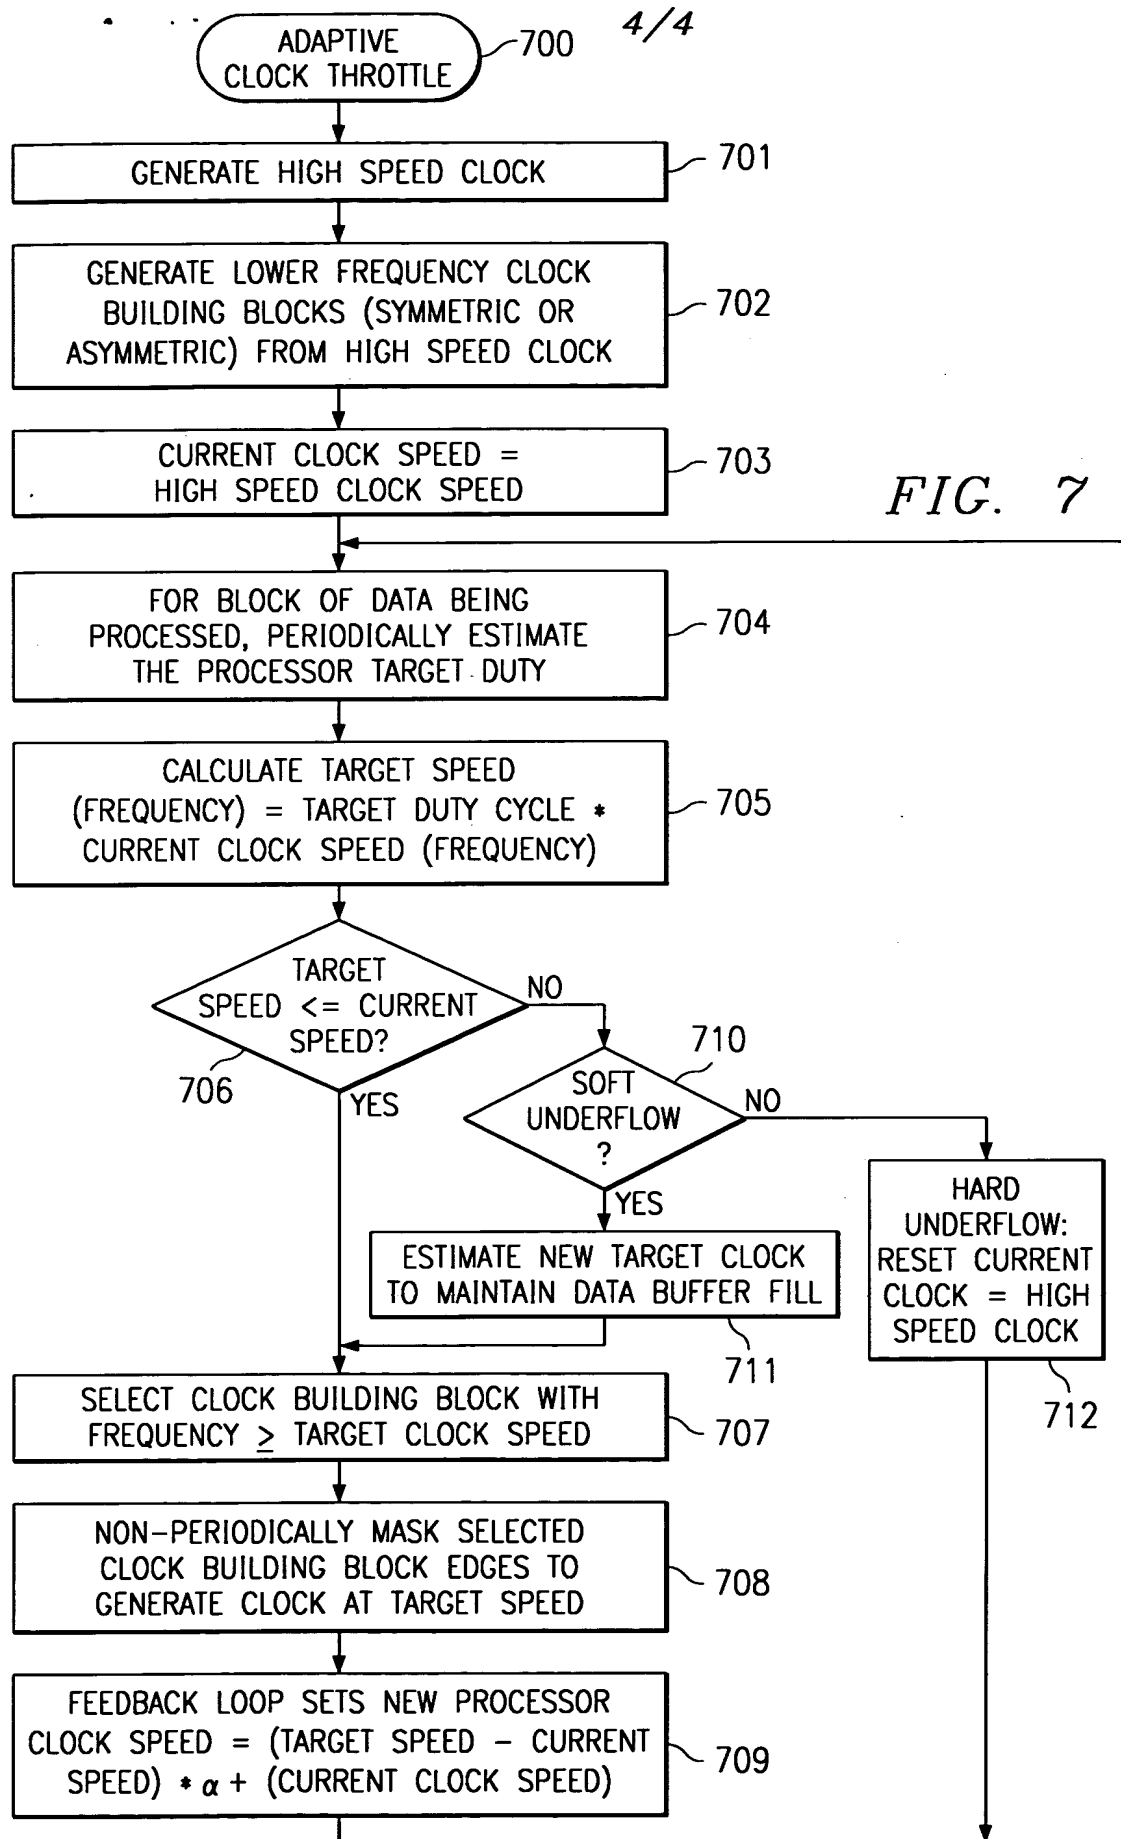 4/4
ADAPTIVE
CLOCK THROTTLE
700
GENERATE HIGH SPEED CLOCK
701
GENERATE LOWER FREQUENCY CLOCK
BUILDING BLOCKS (SYMMETRIC OR
ASYMMETRIC) FROM HIGH SPEED CLOCK
702
CURRENT CLOCK SPEED =
HIGH SPEED CLOCK SPEED
703
FIG. 7
FOR BLOCK OF DATA BEING
PROCESSED, PERIODICALLY ESTIMATE
THE PROCESSOR TARGET DUTY
704
CALCULATE TARGET SPEED
(FREQUENCY) = TARGET DUTY CYCLE *
CURRENT CLOCK SPEED (FREQUENCY)
705
TARGET
SPEED <= CURRENT
SPEED?
706
NO
YES
SOFT
UNDERFLOW
?
710
NO
YES
ESTIMATE NEW TARGET CLOCK
TO MAINTAIN DATA BUFFER FILL
711
HARD
UNDERFLOW:
RESET CURRENT
CLOCK = HIGH
SPEED CLOCK
712
SELECT CLOCK BUILDING BLOCK WITH
FREQUENCY ≥ TARGET CLOCK SPEED
707
NON-PERIODICALLY MASK SELECTED
CLOCK BUILDING BLOCK EDGES TO
GENERATE CLOCK AT TARGET SPEED
708
FEEDBACK LOOP SETS NEW PROCESSOR
CLOCK SPEED = (TARGET SPEED - CURRENT
SPEED) * α + (CURRENT CLOCK SPEED)
709